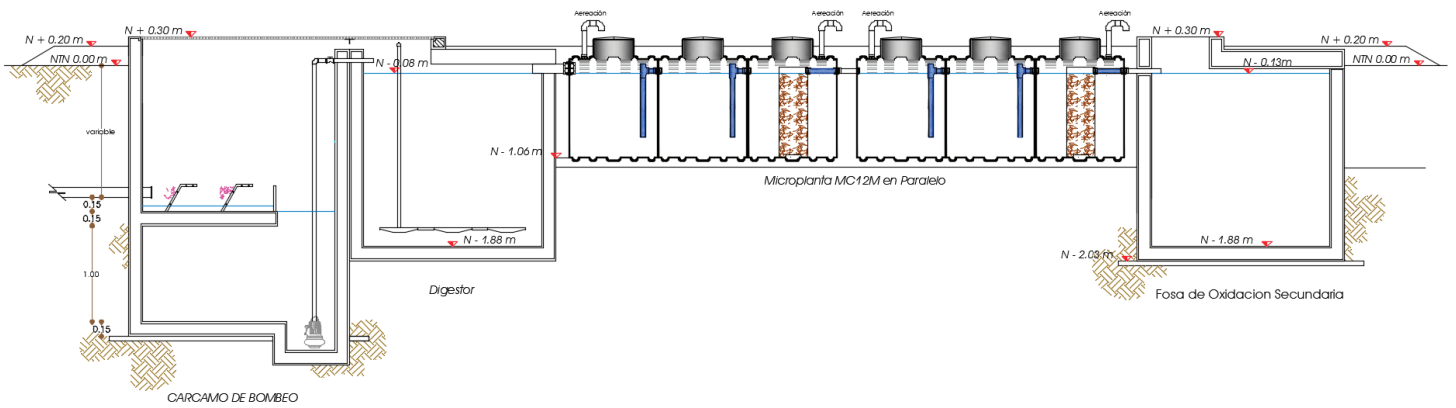 Aereación
Aereación
Aereación
Aereación
N + 0.30 m
N + 0.20 m
NTN 0.00 m
N - 0.08 m
N + 0.30 m
N + 0.20 m
NTN 0.00 m
N - 0.13m
variable
N - 1.06 m
Microplanta MC12M en Paralelo
0.15
0.15
N - 1.88 m
N - 1.88 m
N - 2.03 m
1.00
Digestor
Fosa de Oxidacion Secundaria
0.15
CARCAMO DE BOMBEO